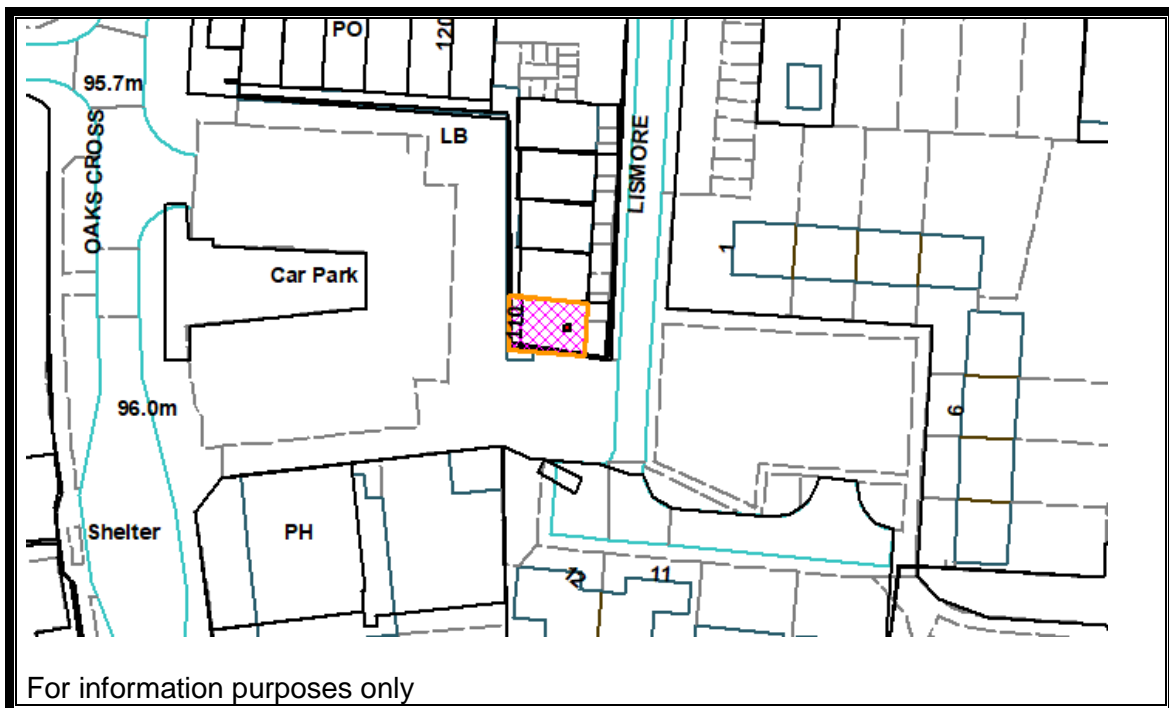 PO
120
95.7m
LB
OAKS CROSS
LISMORE
1
Car Park
110
96.0m
6
Shelter
PH
12
11
For information purposes only